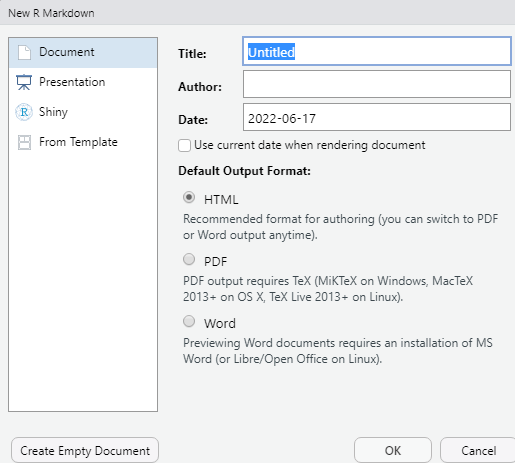 New R Markdown
Document
Presentation
Shiny
From Template
Title:
Untitled
Author:
Date:
2022-06-17
Use current date when rendering document
Default Output Format:
HTML
Recommended format for authoring (you can switch to PDF
or Word output anytime).
PDF
PDF output requires TeX (MiKTeX on Windows, MacTeX
2013+ on OS X, TeX Live 2013+ on Linux).
Word
Previewing Word documents requires an installation of MS
Word (or Libre/Open Office on Linux).
Create Empty Document
OK
Cancel